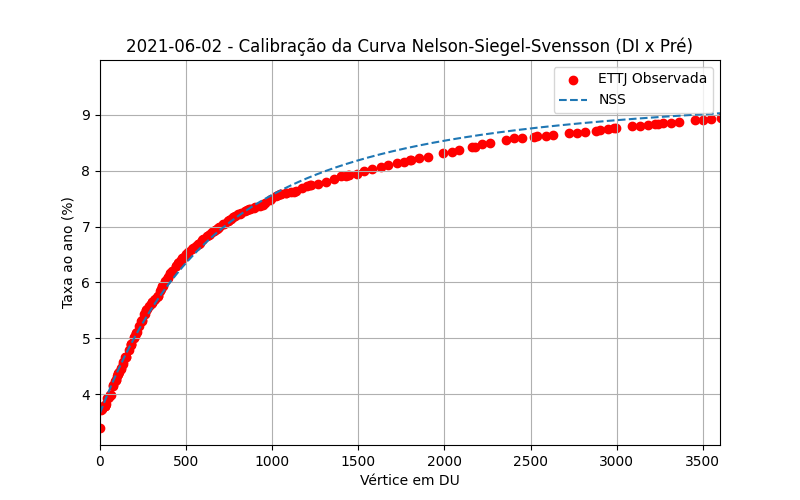 2021-06-02 - Calibração da Curva Nelson-Siegel-Svensson (DI x Pré)
ETTJ Observada
NSS
Taxa ao ano (%)
9
8
7
6
5
4
0 500 1000 1500 2000 2500 3000 3500
Vértice em DU